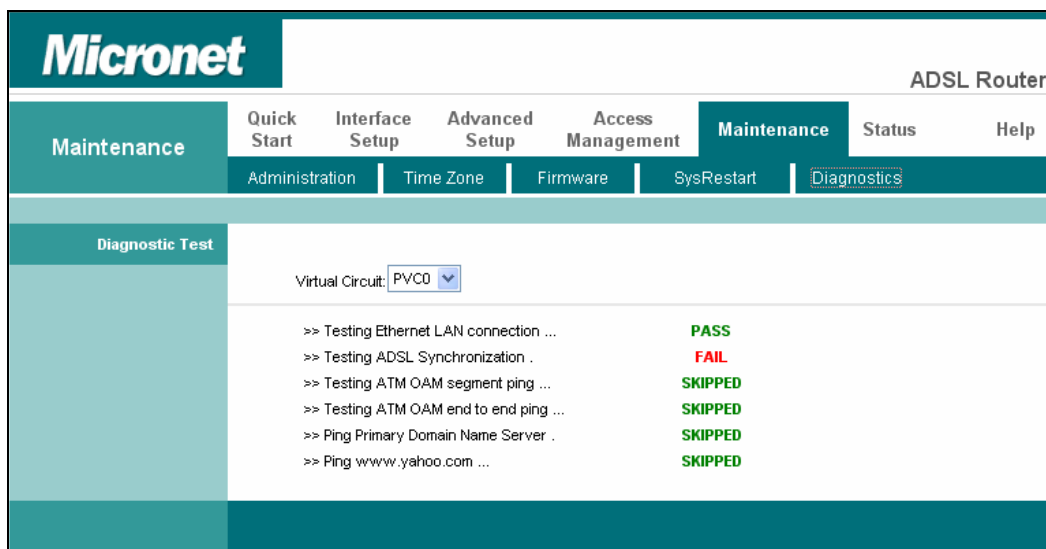 Micronet
ADSL Router
Maintenance
Quick Start
Interface Setup
Advanced Setup
Access Management
Maintenance
Status
Help
Administration
Time Zone
Firmware
SysRestart
Diagnostics
Diagnostic Test
Virtual Circuit: PVC0
>> Testing Ethernet LAN connection ... PASS
>> Testing ADSL Synchronization . FAIL
>> Testing ATM OAM segment ping ... SKIPPED
>> Testing ATM OAM end to end ping ... SKIPPED
>> Ping Primary Domain Name Server . SKIPPED
>> Ping www.yahoo.com ... SKIPPED